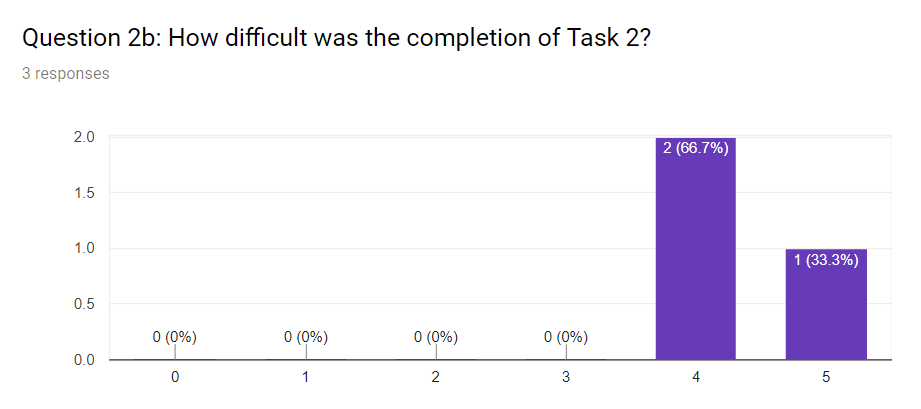 Question 2b: How difficult was the completion of Task 2?
3 responses
2.0
2 (66.7%)
1.5
1.0
1 (33.3%)
0.5
0 (0%) 0 (0%) 0 (0%) 0 (0%)
0.0
0 1 2 3 4 5